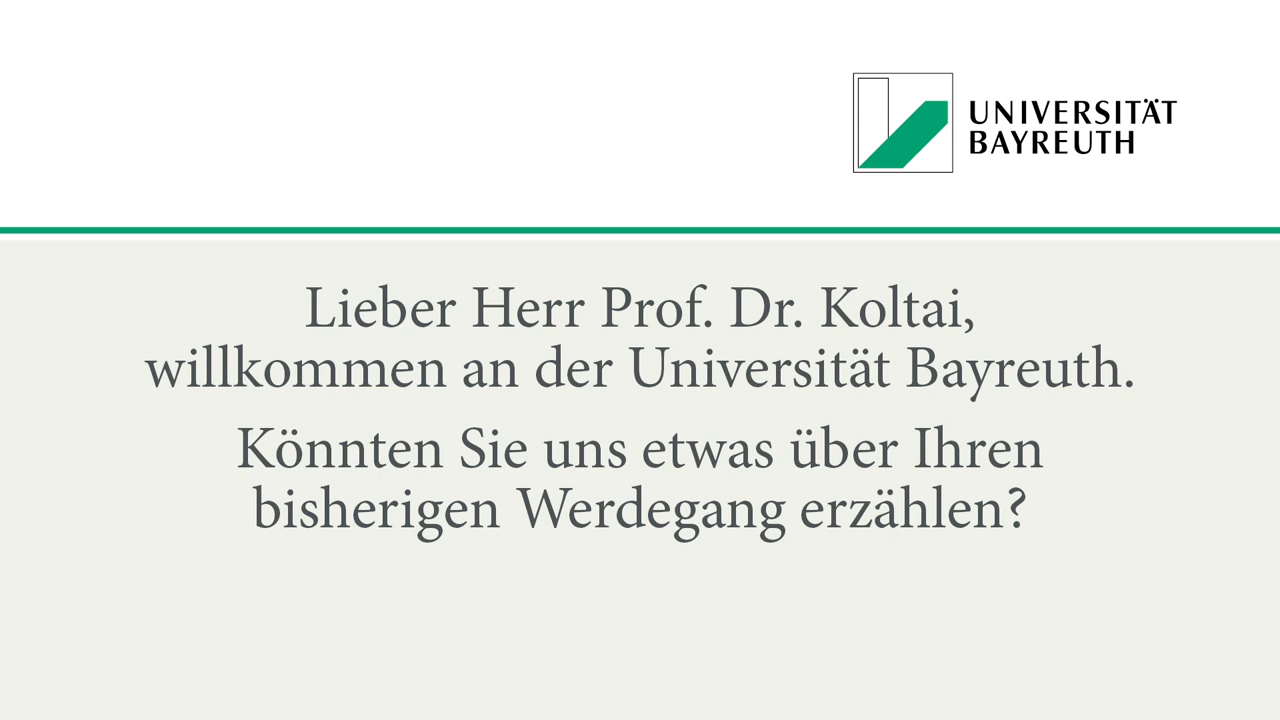 UNIVERSITÄT
BAYREUTH
Lieber Herr Prof. Dr. Koltai,
willkommen an der Universität Bayreuth.
Könnten Sie uns etwas über Ihren
bisherigen Werdegang erzählen?